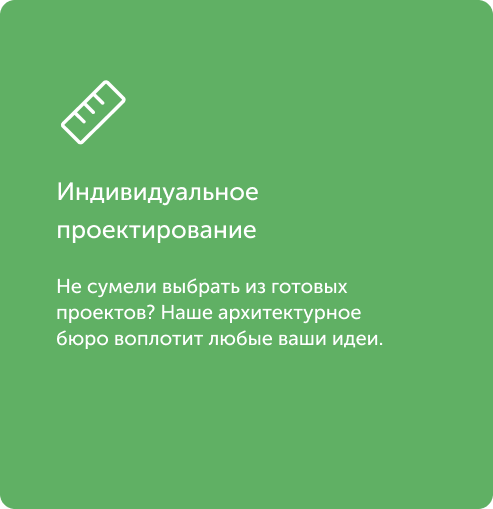 Индивидуальное
проектирование
Не сумели выбрать из готовых
проектов? Наше архитектурное
бюро воплотит любые ваши идеи.